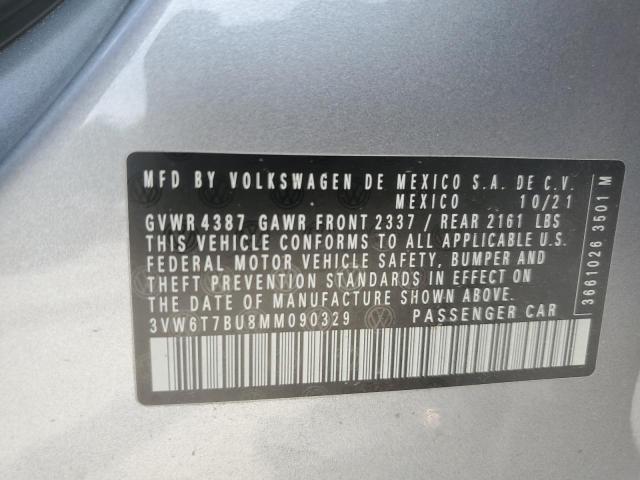 MFD BY VOLKSWAGEN DE MEXICO S.A. DE C.V.
MEXICO 10/21
GVWR 4387 GAWR FRONT 2337 / REAR 2161 LBS
THIS VEHICLE CONFORMS TO ALL APPLICABLE U.S.
FEDERAL MOTOR VEHICLE SAFETY, BUMPER AND
THEFT PREVENTION STANDARDS IN EFFECT ON
THE DATE OF MANUFACTURE SHOWN ABOVE.
3VW6T7BU8MM090329 PASSENGER CAR
3661026 3501 M